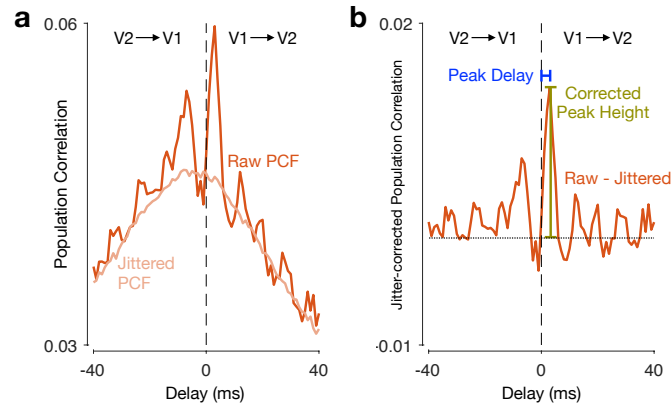 a
0.06
V2 → V1
V1 → V2
Population Correlation
Raw PCF
Jittered
PCF
0.03
-40
0
40
Delay (ms)
b
0.02
V2 → V1
V1 → V2
Peak Delay
Corrected
Peak Height
Jitter-corrected Population Correlation
Raw - Jittered
-0.01
-40
0
40
Delay (ms)